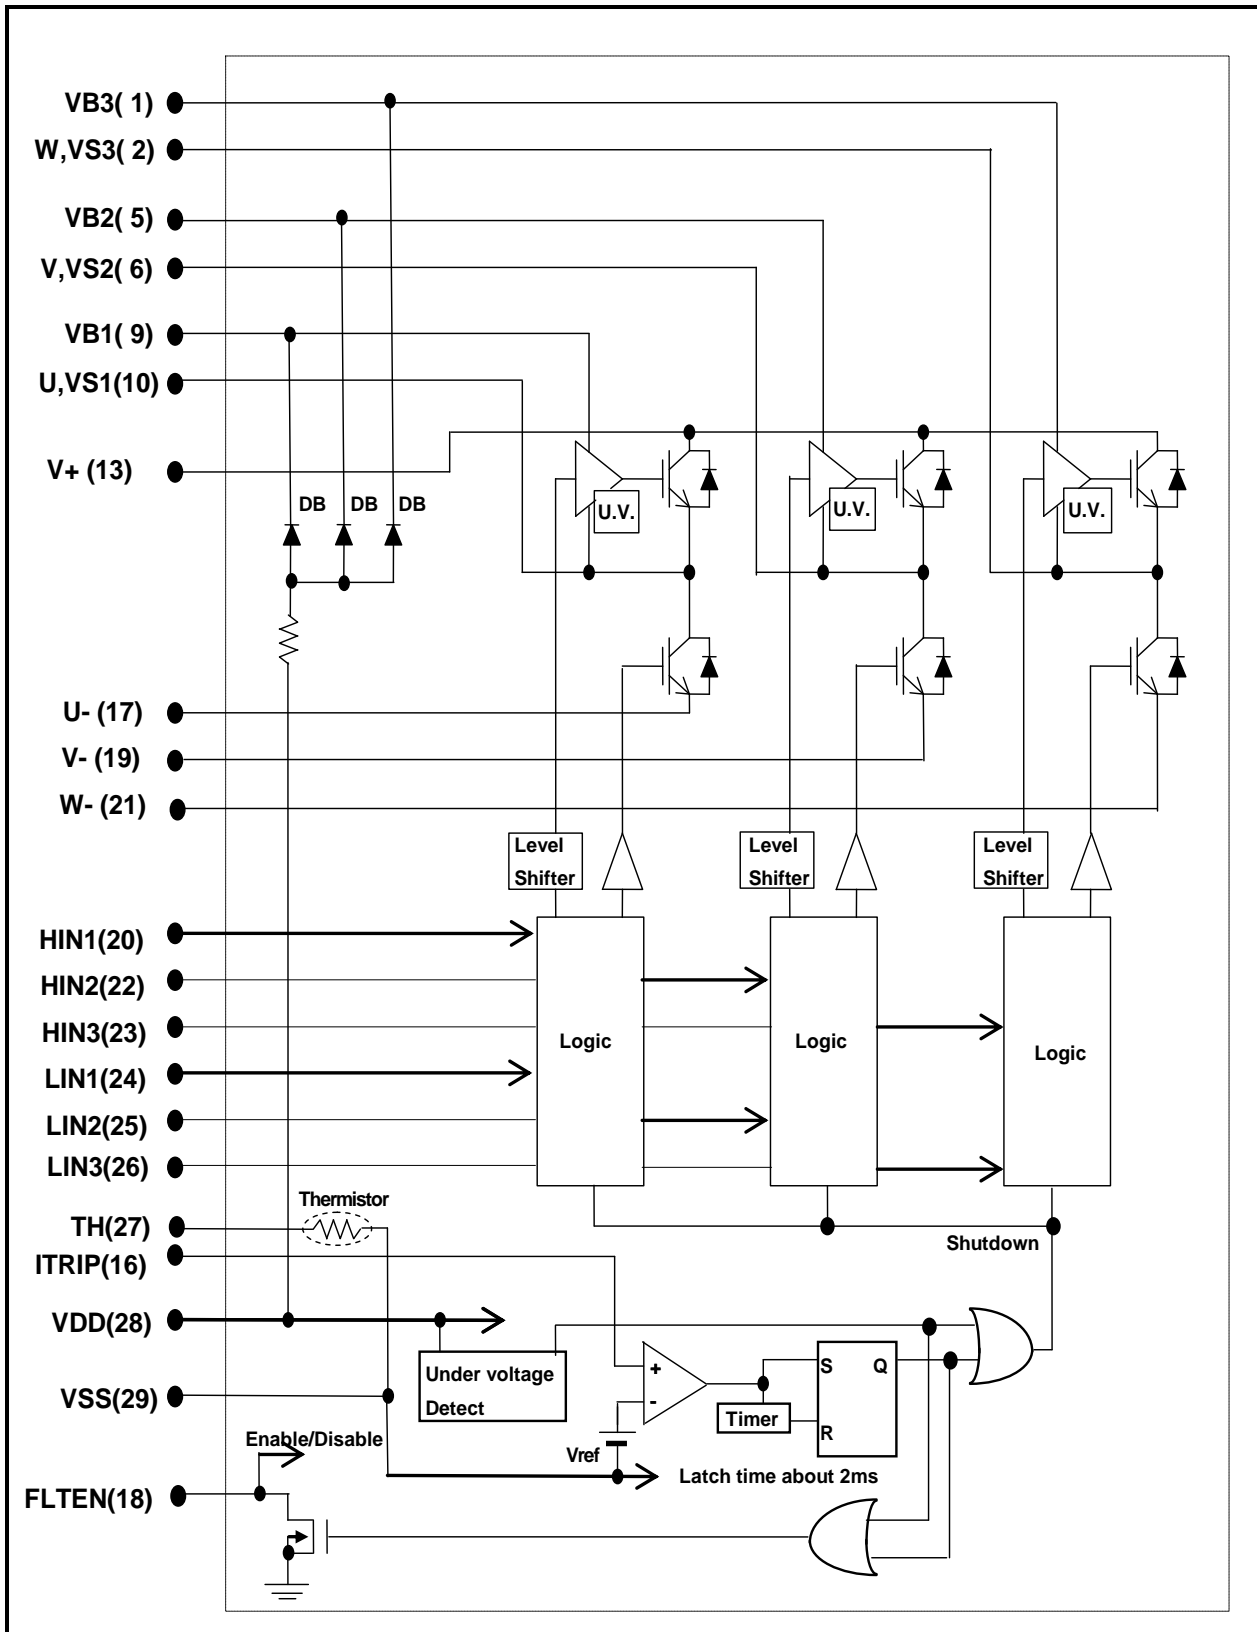 VB3( 1)
W,VS3( 2)
VB2( 5)
V,VS2( 6)
VB1( 9)
U,VS1(10)
V+ (13)
DB DB DB
U.V. U.V. U.V.
U- (17)
V- (19)
W- (21)
Level
Shifter
Level
Shifter
Level
Shifter
HIN1(20)
HIN2(22)
HIN3(23)
LIN1(24)
LIN2(25)
LIN3(26)
Logic
Logic
Logic
Thermistor
TH(27)
ITRIP(16)
Shutdown
VDD(28)
Under voltage
Detect
+
-
S Q
R
Timer
VSS(29)
Vref
Enable/Disable
Latch time about 2ms
FLTEN(18)